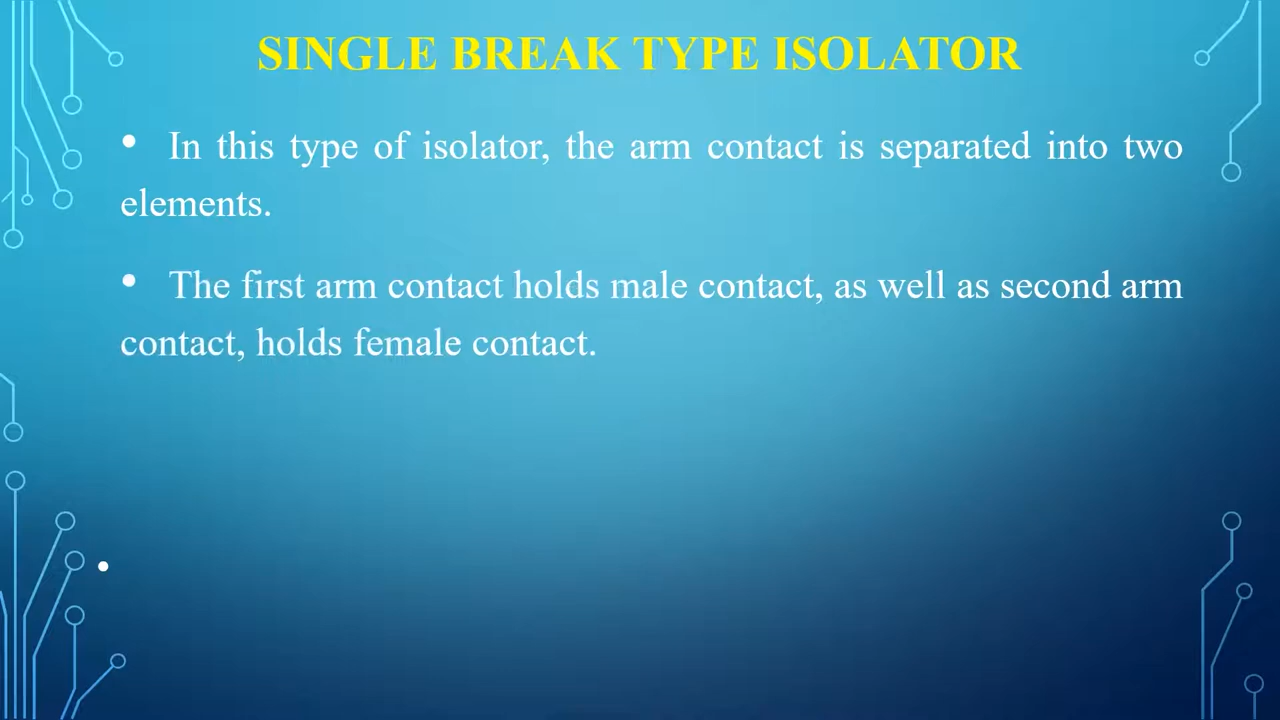 SINGLE BREAK TYPE ISOLATOR
• In this type of isolator, the arm contact is separated into two
elements.
• The first arm contact holds male contact, as well as second arm
contact, holds female contact.
•